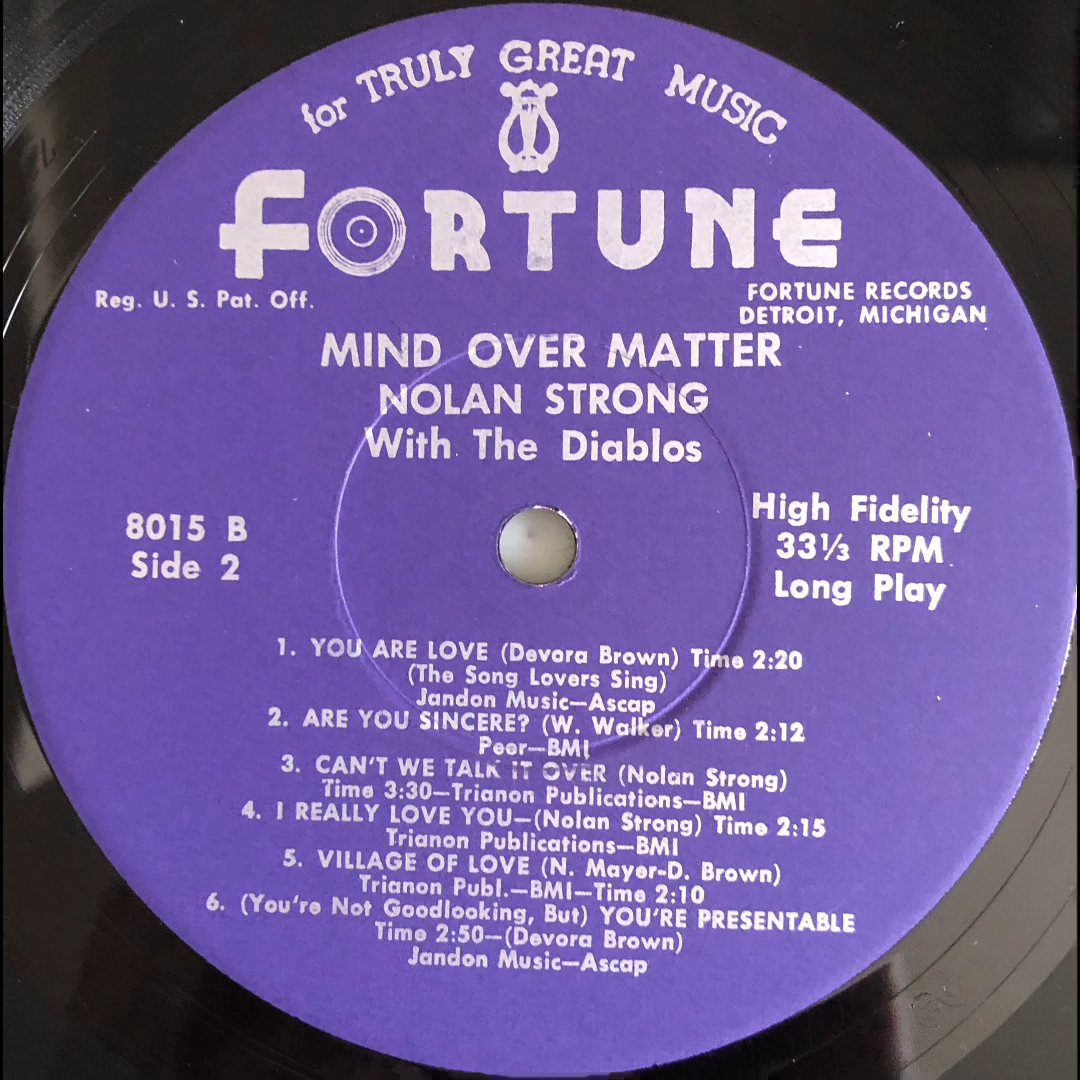 for TRULY GREAT MUSIC
FORTUNE
Reg. U. S. Pat. Off.
FORTUNE RECORDS
DETROIT, MICHIGAN
MIND OVER MATTER
NOLAN STRONG
With The Diablos
8015 B
Side 2
High Fidelity
33⅓ RPM
Long Play
1. YOU ARE LOVE (Devora Brown) Time 2:20
(The Song Lovers Sing)
Jandon Music—Ascap
2. ARE YOU SINCERE? (W. Walker) Time 2:12
Peer—BMI
3. CAN'T WE TALK IT OVER (Nolan Strong)
Time 3:30—Trianon Publications—BMI
4. I REALLY LOVE YOU—(Nolan Strong) Time 2:15
Trianon Publications—BMI
5. VILLAGE OF LOVE (N. Mayer-D. Brown)
Trianon Publ.—BMI—Time 2:10
6. (You're Not Goodlooking, But) YOU'RE PRESENTABLE
Time 2:50—(Devora Brown)
Jandon Music—Ascap